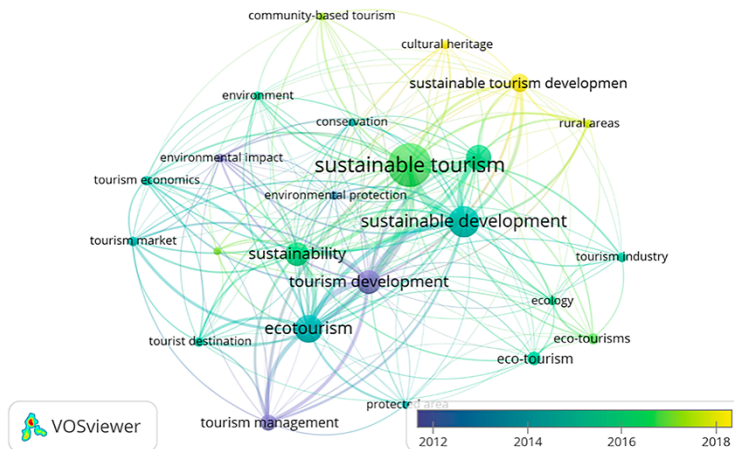 community-based tourism
cultural heritage
sustainable tourism developmen
environment
conservation
rural areas
environmental impact
sustainable tourism
tourism economics
environmental protection
sustainable development
tourism market
sustainability
tourism industry
tourism development
ecology
ecotourism
tourist destination
eco-tourisms
eco-tourism
protected area
tourism management
VOSviewer
2012 2014 2016 2018